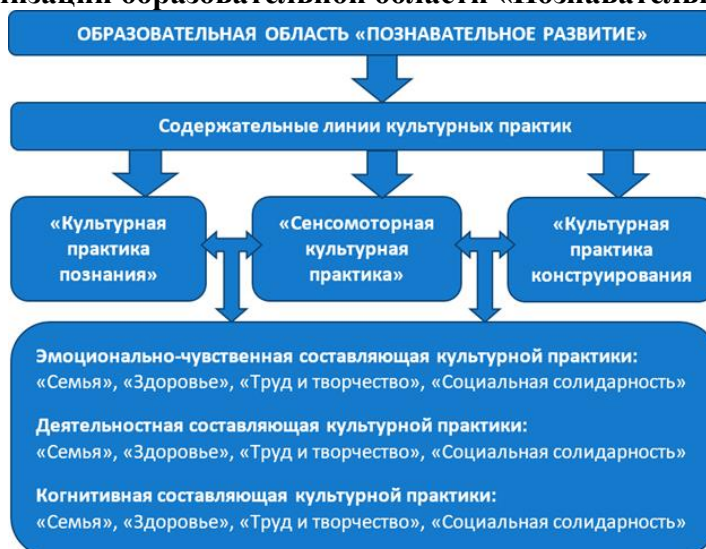 образовательной области
ОБРАЗОВАТЕЛЬНАЯ ОБЛАСТЬ «ПОЗНАВАТЕЛЬНОЕ РАЗВИТИЕ»
Содержательные линии культурных практик
«Культурная
практика
познания»
«Сенсомоторная
культурная
практика»
«Культурная
практика
конструирования
Эмоционально-чувственная составляющая культурной практики:
«Семья», «Здоровье», «Труд и творчество», «Социальная солидарность»
Деятельностная составляющая культурной практики:
«Семья», «Здоровье», «Труд и творчество», «Социальная солидарность»
Когнитивная составляющая культурной практики:
«Семья», «Здоровье», «Труд и творчество», «Социальная солидарность»